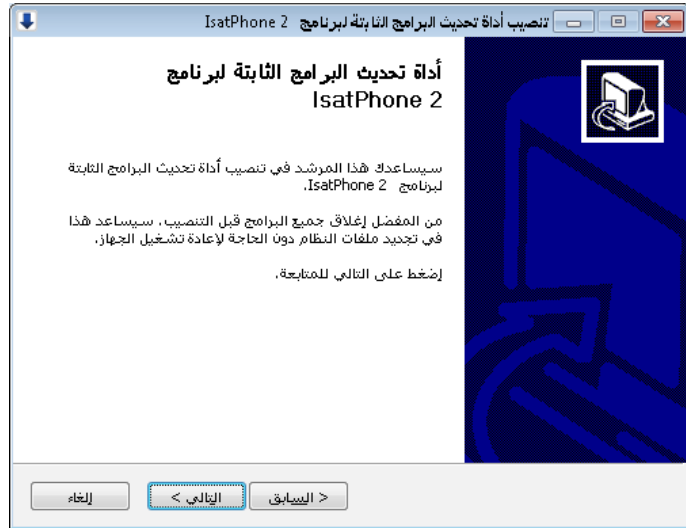 تنصيب أداة تحديث البرامج الثابتة لبرنامج IsatPhone 2
أداة تحديث البرامج الثابتة لبرنامج
IsatPhone 2
سيساعدك هذا المرشد في تنصيب أداة تحديث البرامج الثابتة
لبرنامج IsatPhone 2.
من المفضل إغلاق جميع البرامج قبل التنصيب. سيساعد هذا
في تجديد ملفات النظام دون الحاجة لإعادة تشغيل الجهاز.
إضغط على التالي للمتابعة.
< السابق
التالي >
إلغاء